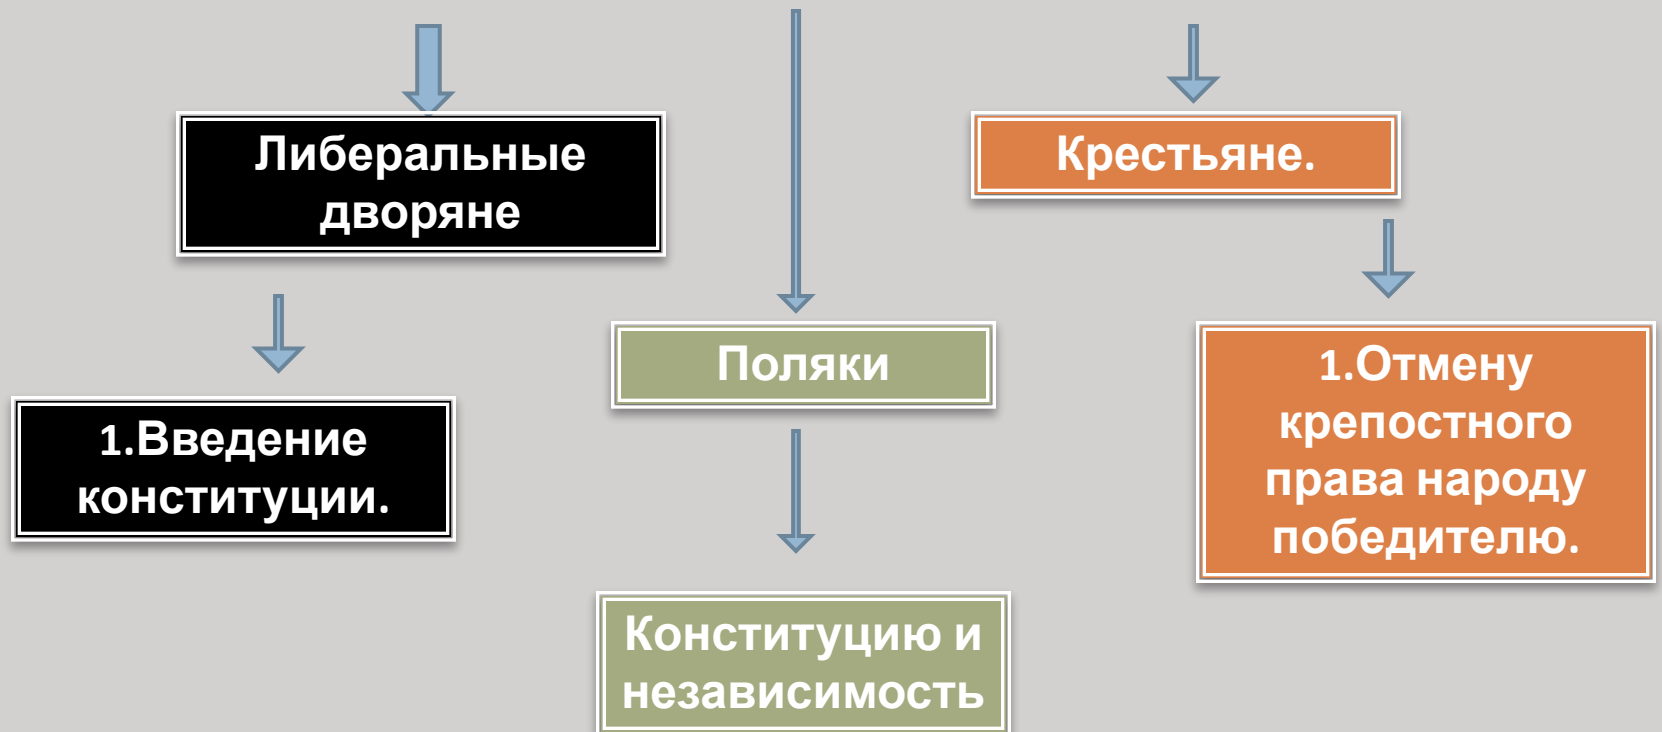 Либеральные
дворяне
Крестьяне.
Поляки
1.Введение
конституции.
1.Отмену
крепостного
права народу
победителю.
Конституцию и
независимость